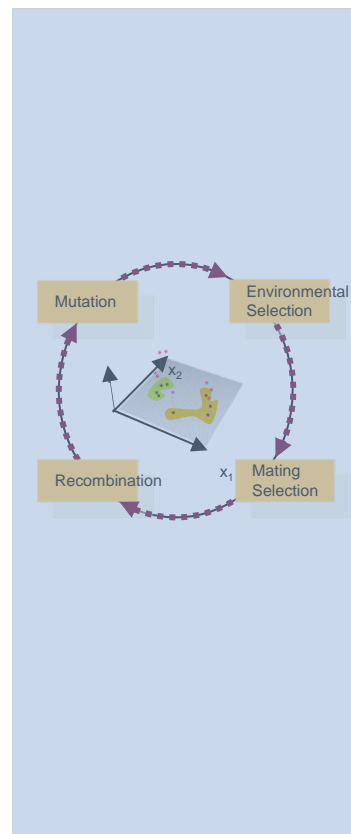 Mutation
Environmental
Selection
x2
x1
Mating
Selection
Recombination